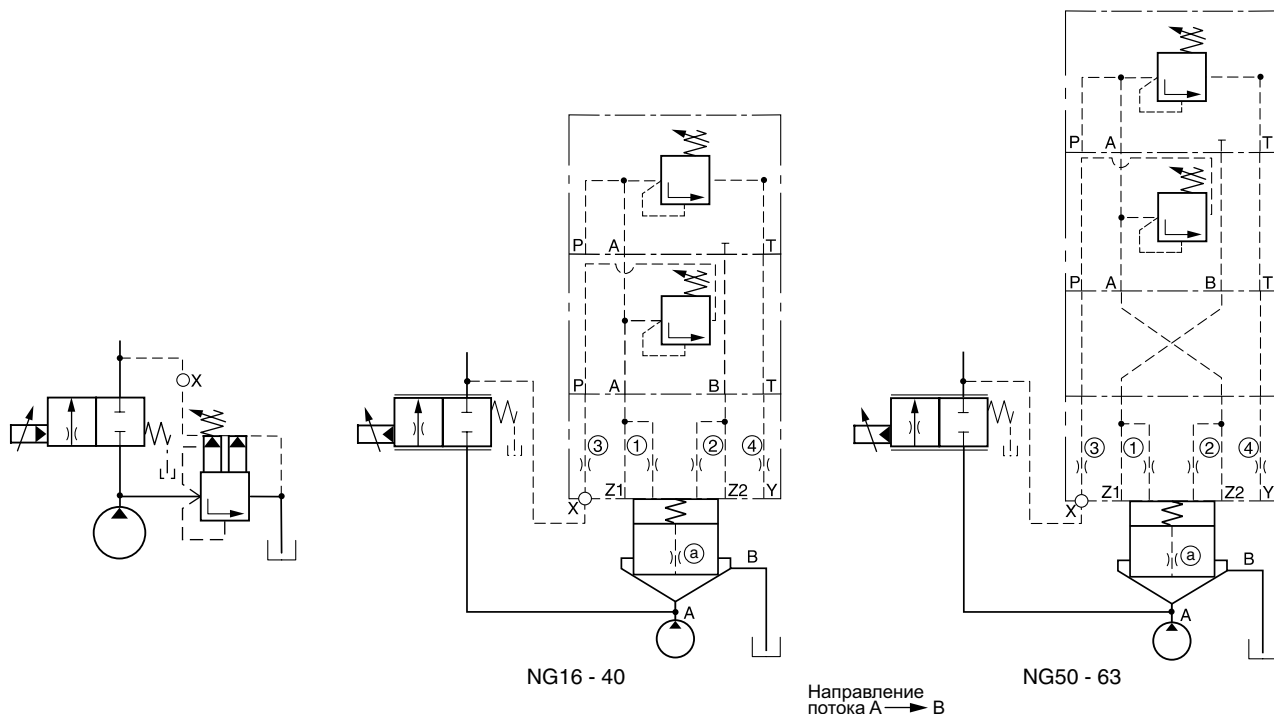 X
P A T
P A B T
③ ① ② ④
Z1 Z2 Y
X
ⓐ
B
A
NG16 - 40
P A T
P A B T
③ ① ② ④
Z1 Z2 Y
X
ⓐ
B
A
NG50 - 63
Направление
потока A B